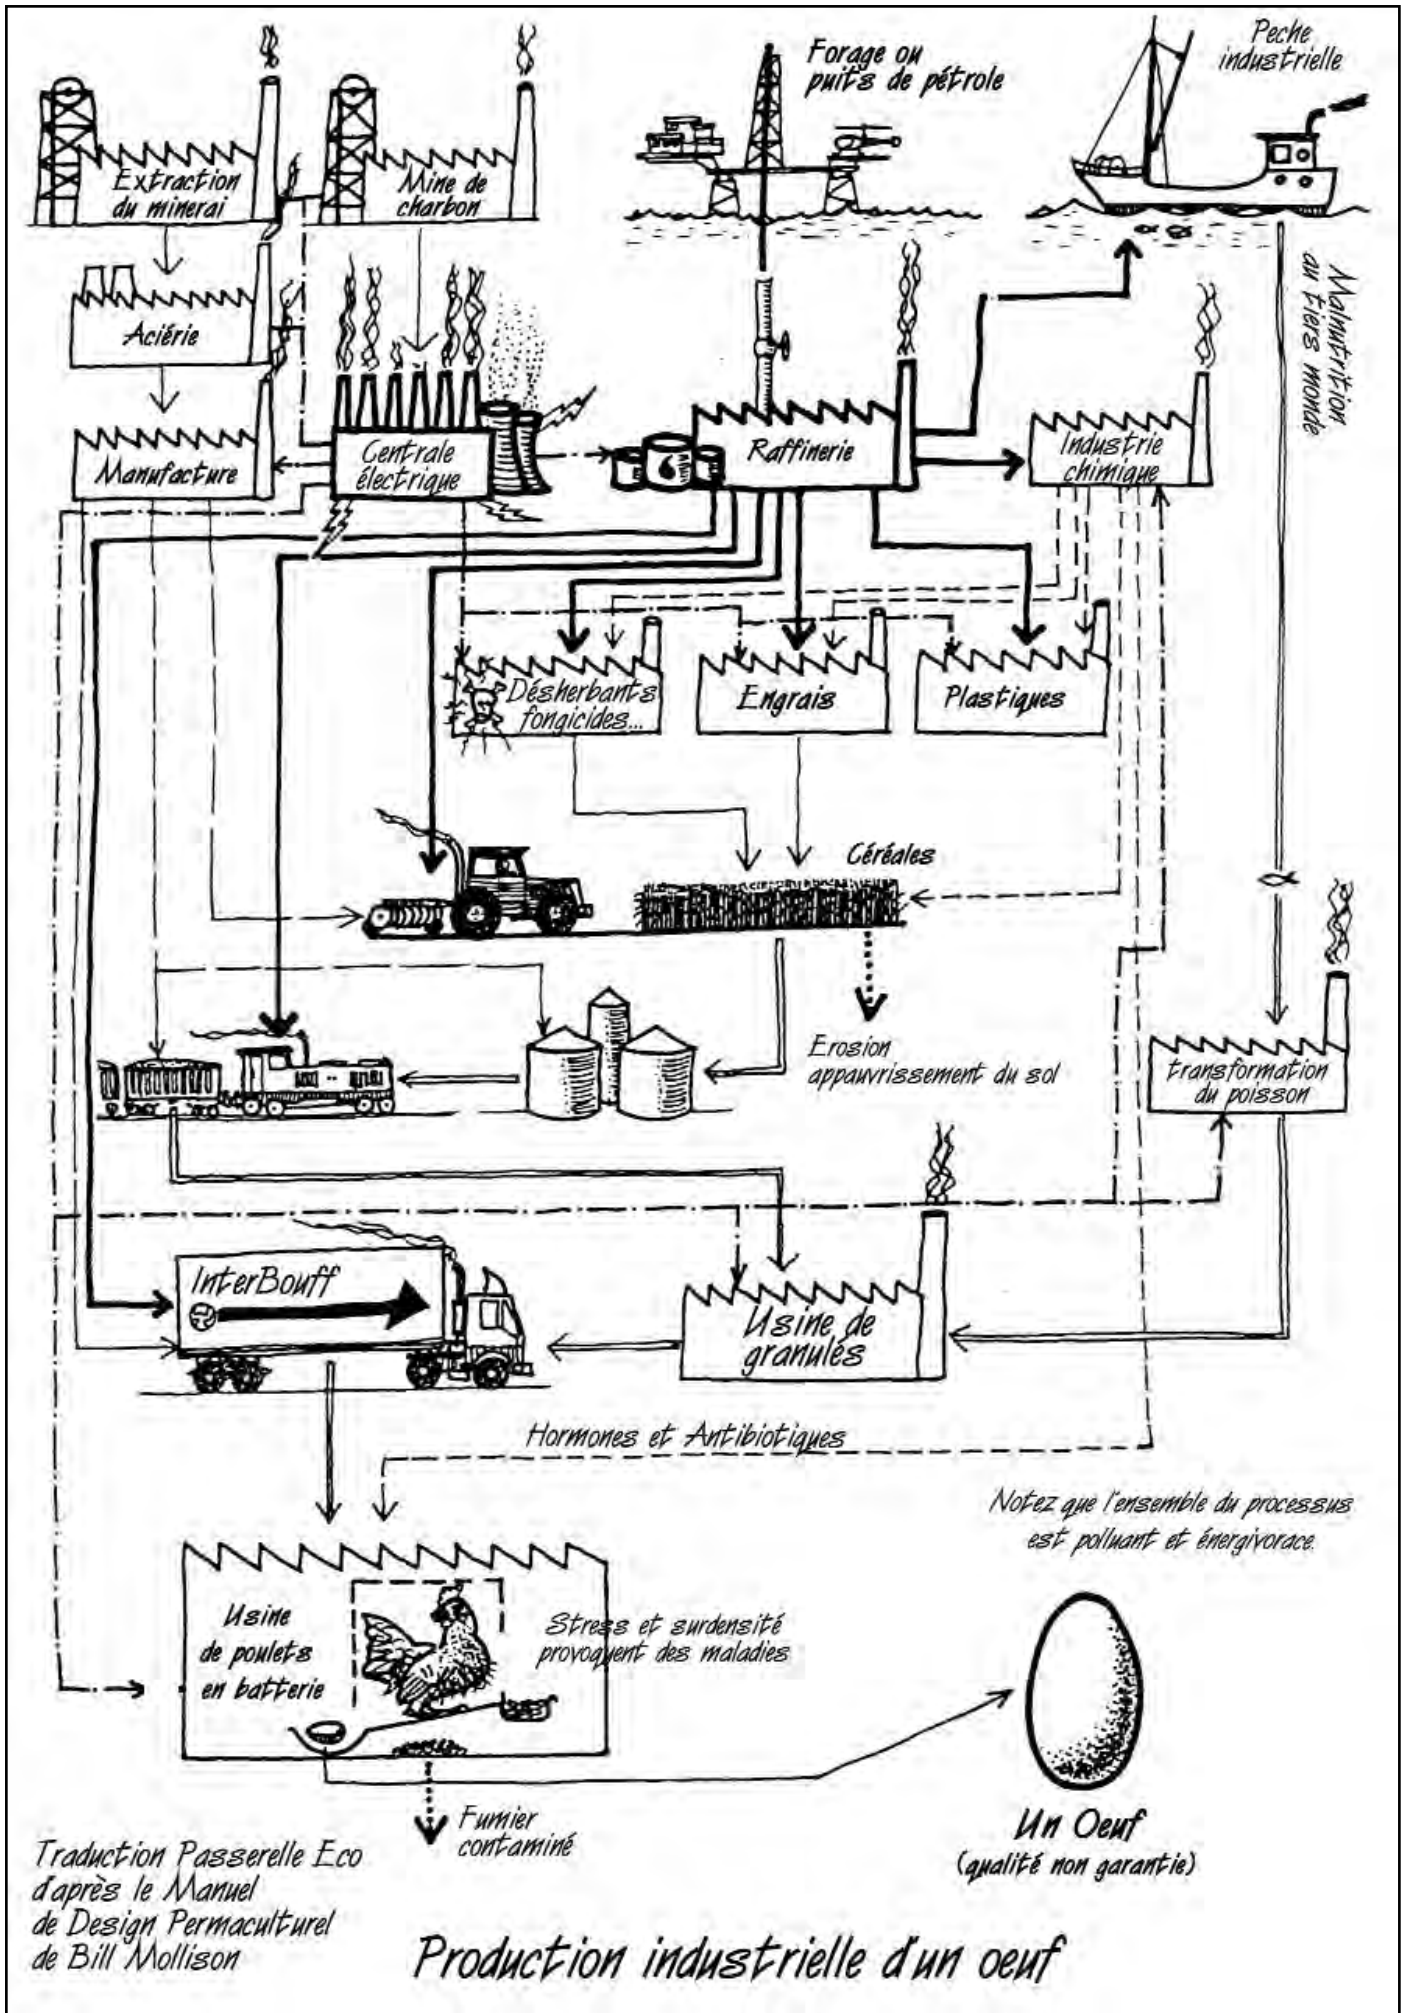 Forage ou
puits de pétrole
Peche
industrielle
Extraction
du minerai
Mine de
charbon
Malnutrition
au tiers monde
Aciérie
Manufacture
Centrale
électrique
Raffinerie
Industrie
chimique
Désherbants
fongicides...
Engrais
Plastiques
Céréales
Erosion
appauvrissement du sol
transformation
du poisson
InterBouff
Usine de
granulés
Hormones et Antibiotiques
Notez que l'ensemble du processus
est polluant et énergivorace.
Usine
de poulets
en batterie
Stress et surdensité
provoquent des maladies
Fumier
contaminé
Un Oeuf
(qualité non garantie)
Traduction Passerelle Eco
d'après le Manuel
de Design Permaculturel
de Bill Mollison
Production industrielle d'un oeuf